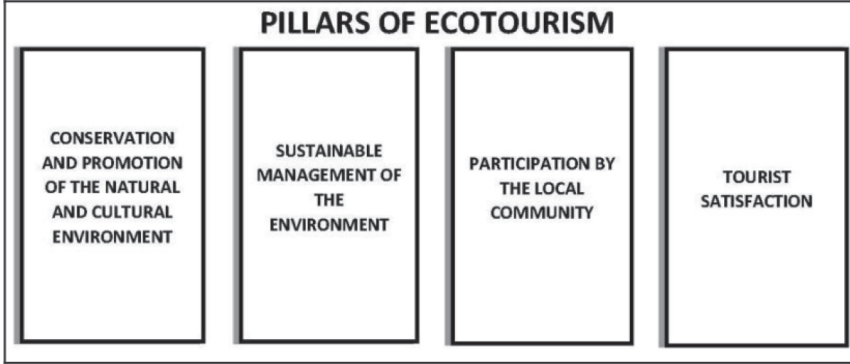 PILLARS OF ECOTOURISM
CONSERVATION
AND PROMOTION
OF THE NATURAL
AND CULTURAL
ENVIRONMENT
SUSTAINABLE
MANAGEMENT OF
THE
ENVIRONMENT
PARTICIPATION BY
THE LOCAL
COMMUNITY
TOURIST
SATISFACTION